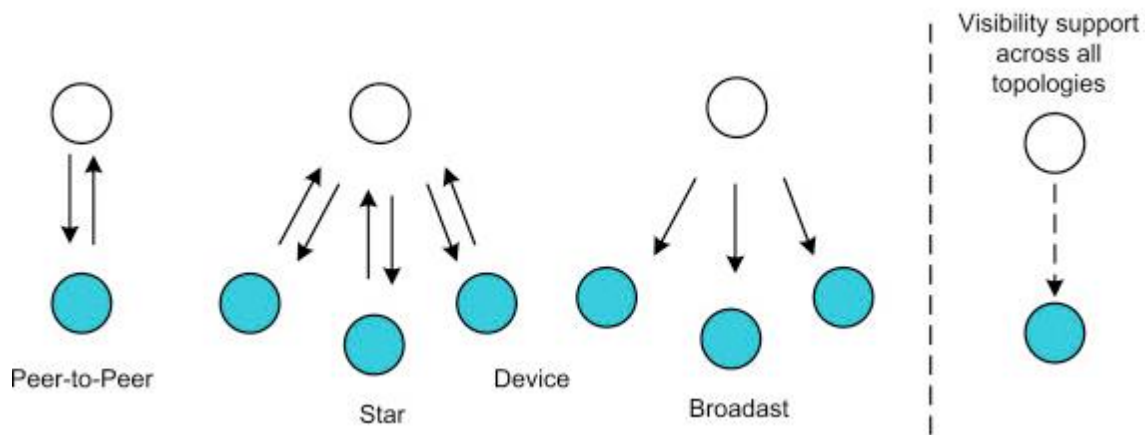 Visibility support
across all
topologies
Peer-to-Peer
Star
Device
Broadast